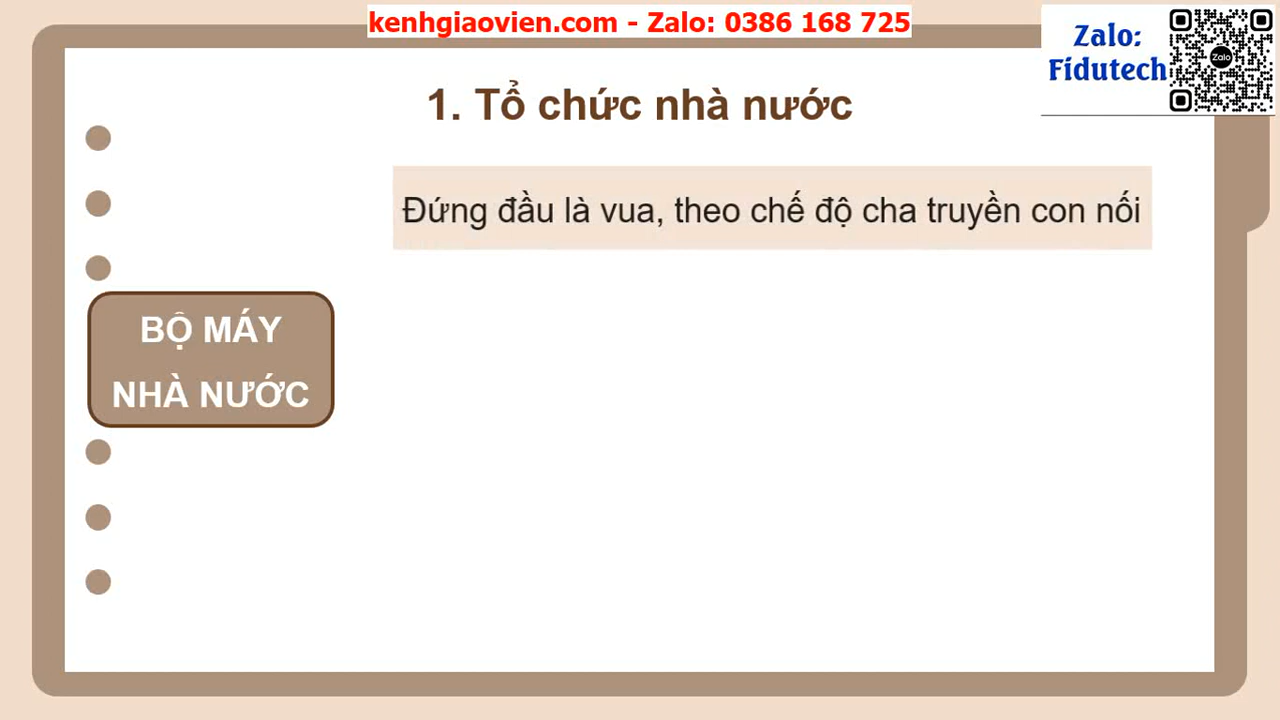 kenhgiaovien.com - Zalo: 0386 168 725
Zalo:
Fidutech
Zalo
1. Tổ chức nhà nước
Đứng đầu là vua, theo chế độ cha truyền con nối
BỘ MÁY
NHÀ NƯỚC